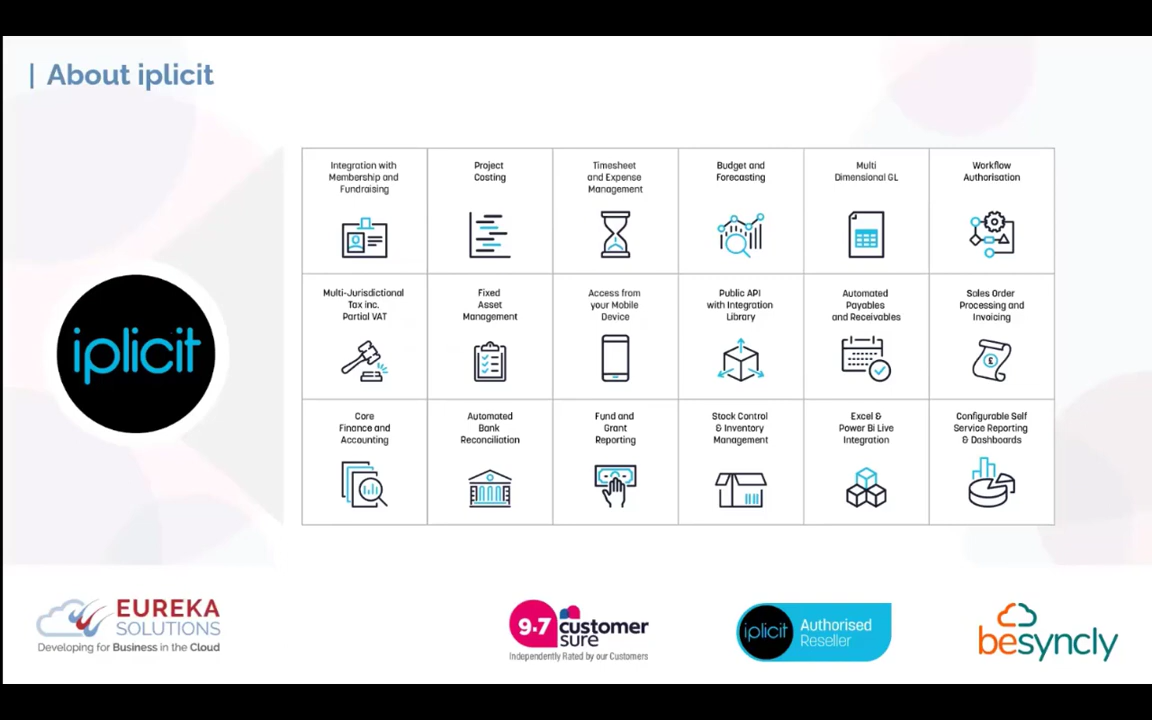 | About iplicit
Integration with
Membership and
Fundraising
Project
Costing
Timesheet
and Expense
Management
Budget and
Forecasting
Multi
Dimensional GL
Workflow
Authorisation
Multi-Jurisdictional
Tax inc.
Partial VAT
Fixed
Asset
Management
Access from
your Mobile
Device
Public API
with Integration
Library
Automated
Payables
and Receivables
Sales Order
Processing and
Invoicing
£
iplicit
Core
Finance and
Accounting
Automated
Bank
Reconciliation
Fund and
Grant
Reporting
Stock Control
& Inventory
Management
Excel &
Power Bi Live
Integration
Configurable Self
Service Reporting
& Dashboards
EUREKA
SOLUTIONS
Developing for Business in the Cloud
9.7 customer
sure
Independently Rated by our Customers
iplicit
Authorised
Reseller
besyncly